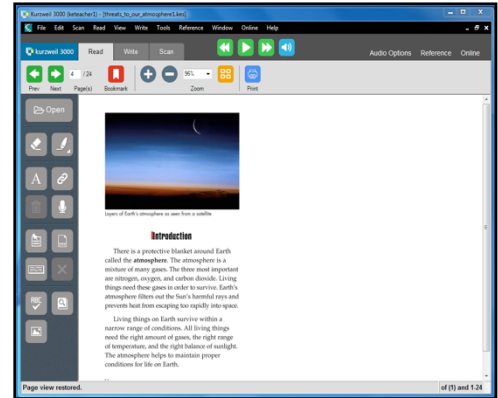 Kurzweil 3000 (keteacher1) - [threats_to_our_atmosphere1.kes]
File Edit Scan Read View Write Tools Reference Window Online Help
kurzweil 3000 Read Write Scan Audio Options Reference Online
4 /24 95%
Prev Next Page(s) Bookmark Zoom Print
Open
Layers of Earth's atmosphere as seen from a satellite
Introduction
There is a protective blanket around Earth
called the atmosphere. The atmosphere is a
mixture of many gases. The three most important
are nitrogen, oxygen, and carbon dioxide. Living
things need these gases in order to survive. Earth's
atmosphere filters out the Sun's harmful rays and
prevents heat from escaping too rapidly into space.
Living things on Earth survive within a
narrow range of conditions. All living things
need the right amount of gases, the right range
of temperature, and the right balance of sunlight.
The atmosphere helps to maintain proper
conditions for life on Earth.
A
ABC
Page view restored. of (1) and 1-24